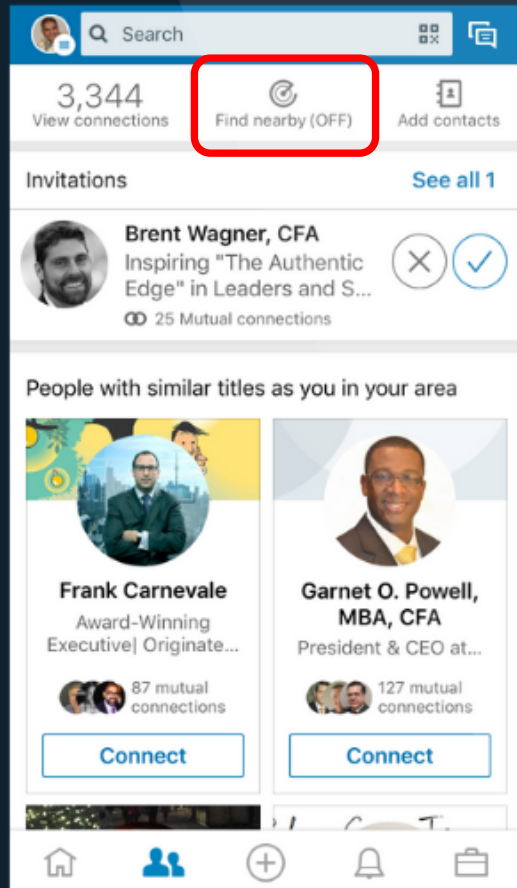 Search
3,344
View connections
Find nearby (OFF)
Add contacts
Invitations
See all 1
Brent Wagner, CFA
Inspiring "The Authentic
Edge" in Leaders and S...
25 Mutual connections
People with similar titles as you in your area
Frank Carnevale
Award-Winning
Executive| Originate...
87 mutual
connections
Connect
Garnet O. Powell,
MBA, CFA
President & CEO at...
127 mutual
connections
Connect